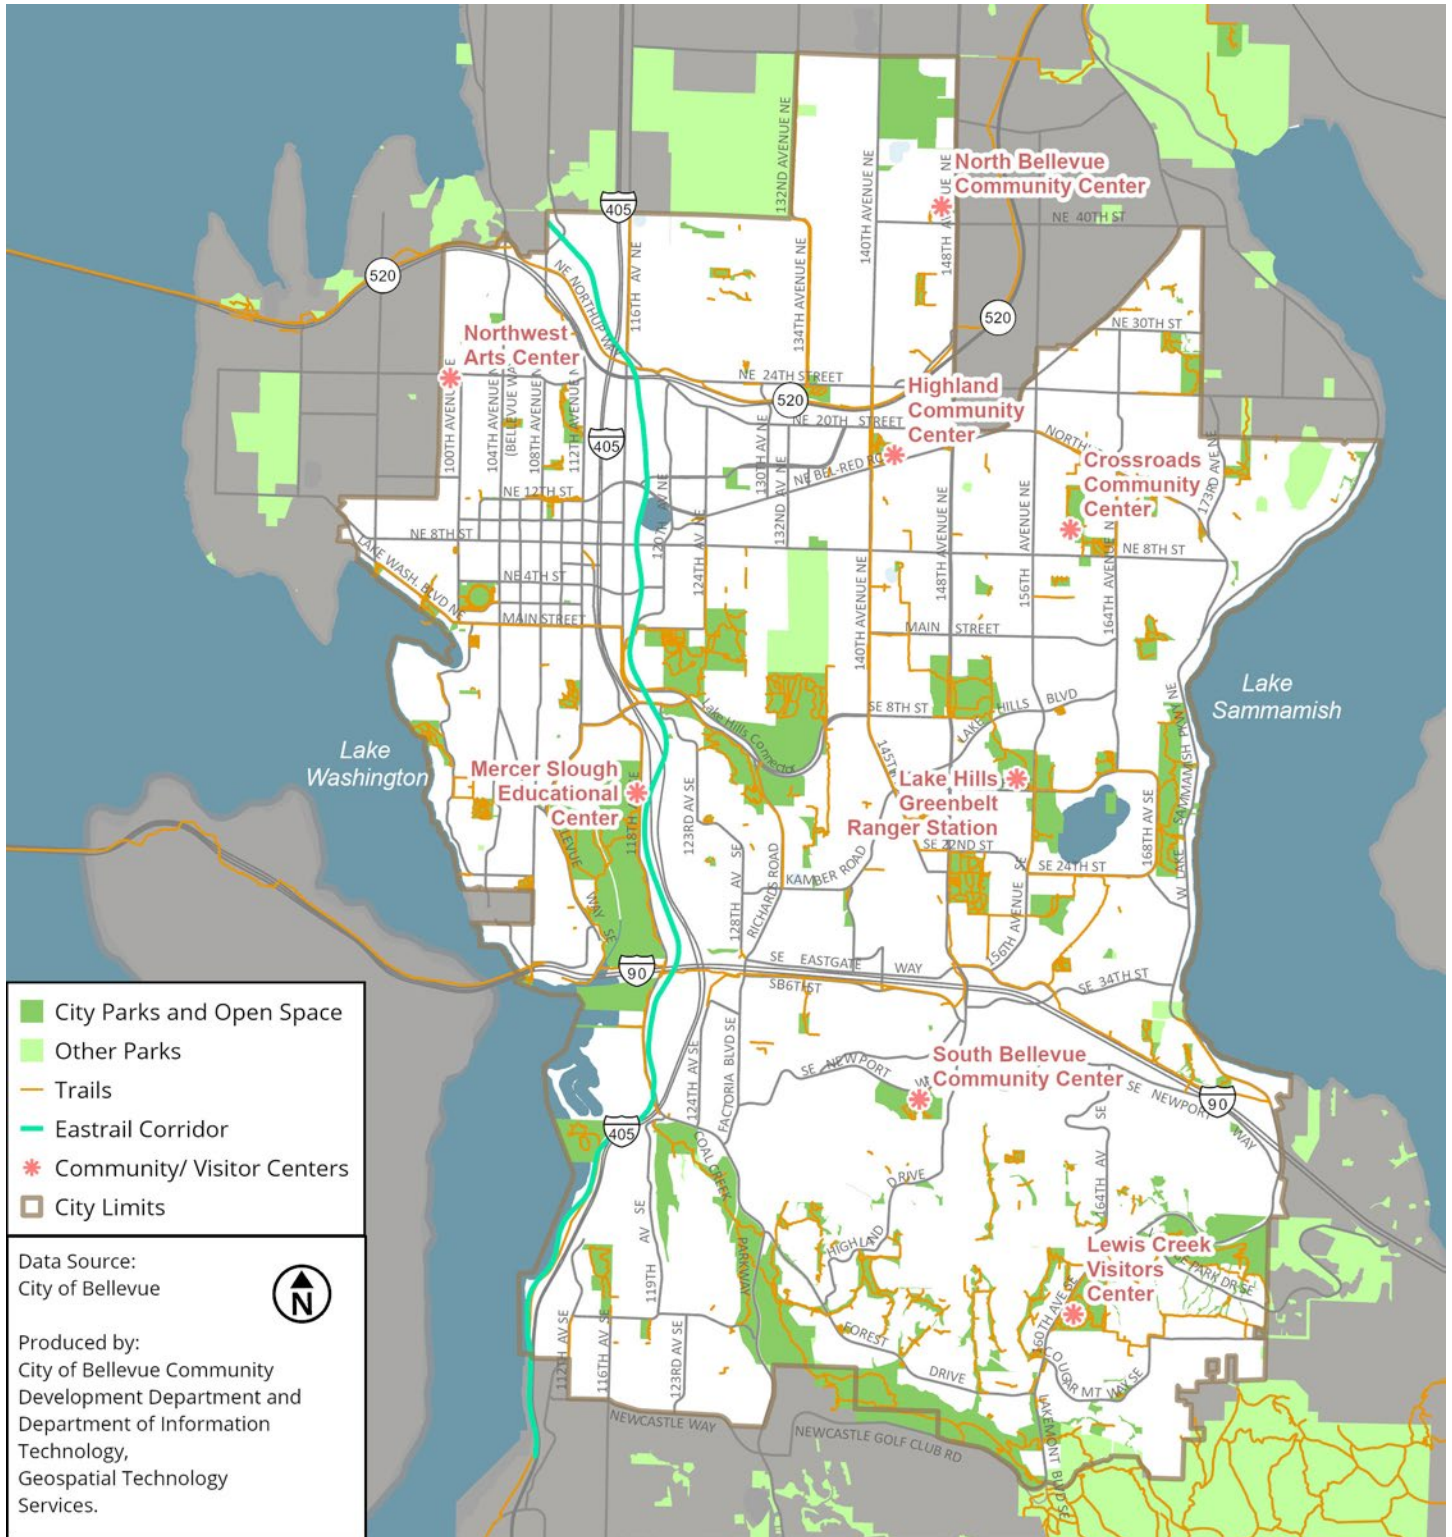 132ND AVENUE NE
140TH AVENUE NE
North Bellevue
Community Center
NE 40TH ST
405
520
116TH AV NE
NE NORTHUP WAY
134TH AVENUE NE
520
NE 30TH ST
Northwest
Arts Center
NE 24TH STREET
520
Highland
Community
Center
NE 20TH STREET
104TH AVENUE NE
108TH AVENUE N
112TH AVENUE N
405
130TH AV NE
132ND AV NE
NE BEL-RED
Crossroads
Community
Center
173RD AVE NE
NE 12TH ST
120TH AV NE
124TH AV NE
148TH AVENUE NE
156TH AVENUE NE
164TH AVENUE N
NE 8TH ST
NE 8TH ST
LAKE WASH. BLVD NE
NE 4TH ST
MAIN STREET
140TH AVENUE NE
MAIN STREET
Lake
Sammamish
SE 8TH ST
LAKE HILLS BLVD
Lake Hills Connector
Lake
Washington
Mercer Slough
Educational
Center
Lake Hills
Greenbelt
Ranger Station
W LAKE SAMMAMISH PKWY NE
123RD AV SE
128TH AV SE
RICHARDS ROAD
KAMBER ROAD
SE 22ND ST
SE 24TH ST
168TH AV SE
156TH AVENUE SE
WAY SE
90
SE EASTGATE WAY
SE 34TH ST
124TH AV SE
FACTORIA BLVD SE
SE NEWPORT
South Bellevue
Community Center
SE NEWPORT WAY
90
405
COAL CREEK PARKWAY
119TH AV SE
HIGHLAND DRIVE
164TH AV SE
Lewis Creek
Visitors
Center
160TH AVE SE
112TH AV SE
116TH AV SE
123RD AV SE
FOREST DRIVE
COUGAR MT WAY SE
LAKEMONT BLVD SE
NEWCASTLE WAY
NEWCASTLE GOLF CLUB RD
City Parks and Open Space
Other Parks
Trails
Eastrail Corridor
Community/ Visitor Centers
City Limits
Data Source:
City of Bellevue
N
Produced by:
City of Bellevue Community
Development Department and
Department of Information
Technology,
Geospatial Technology
Services.